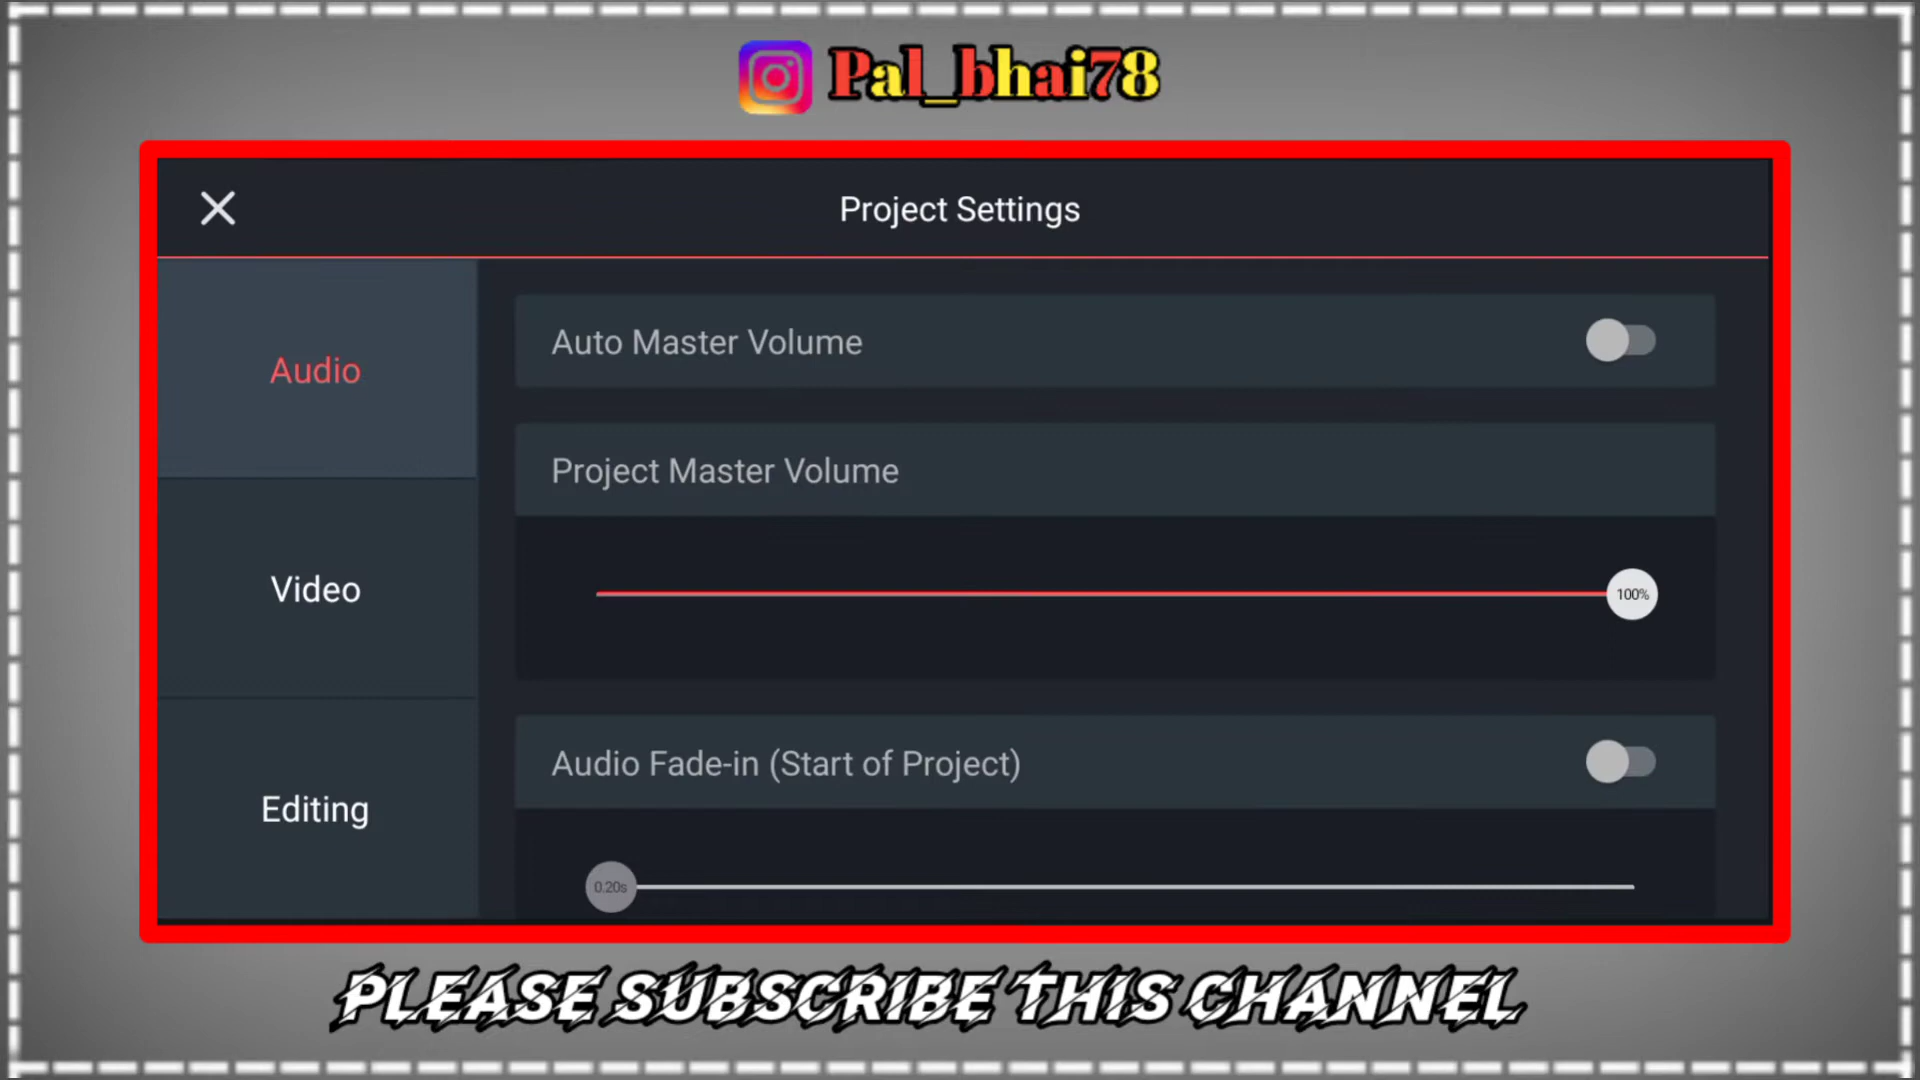 Pal_bhai78
Project Settings
Audio
Auto Master Volume
Project Master Volume
100%
Video
Audio Fade-in (Start of Project)
Editing
0.20s
PLEASE SUBSCRIBE THIS CHANNEL